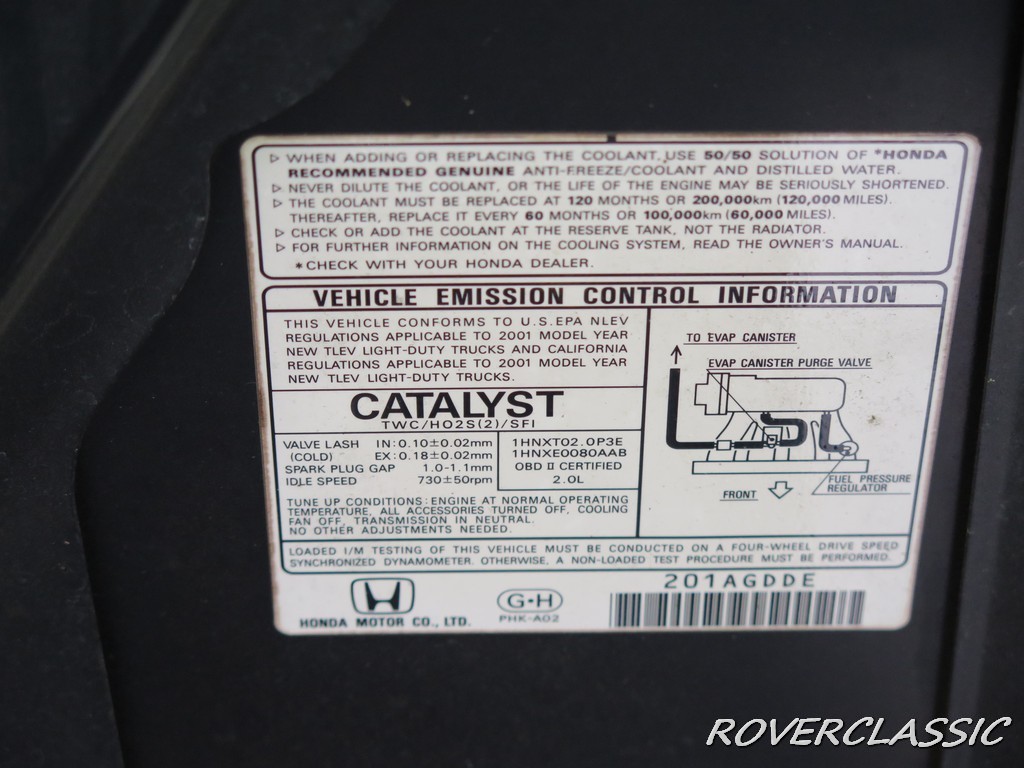 ▷ WHEN ADDING OR REPLACING THE COOLANT, USE 50/50 SOLUTION OF *HONDA
RECOMMENDED GENUINE ANTI-FREEZE/COOLANT AND DISTILLED WATER.
▷ NEVER DILUTE THE COOLANT, OR THE LIFE OF THE ENGINE MAY BE SERIOUSLY SHORTENED.
▷ THE COOLANT MUST BE REPLACED AT 120 MONTHS OR 200,000km (120,000 MILES).
THEREAFTER, REPLACE IT EVERY 60 MONTHS OR 100,000km (60,000 MILES).
▷ CHECK OR ADD THE COOLANT AT THE RESERVE TANK, NOT THE RADIATOR.
▷ FOR FURTHER INFORMATION ON THE COOLING SYSTEM, READ THE OWNER'S MANUAL.
*CHECK WITH YOUR HONDA DEALER.
VEHICLE EMISSION CONTROL INFORMATION
THIS VEHICLE CONFORMS TO U.S.EPA NLEV
REGULATIONS APPLICABLE TO 2001 MODEL YEAR
NEW TLEV LIGHT-DUTY TRUCKS AND CALIFORNIA
REGULATIONS APPLICABLE TO 2001 MODEL YEAR
NEW TLEV LIGHT-DUTY TRUCKS.
CATALYST
TWC/HO2S(2)/SFI
VALVE LASH IN:0.10±0.02mm
(COLD) EX:0.18±0.02mm
SPARK PLUG GAP 1.0-1.1mm
IDLE SPEED 730±50rpm
1HNXT02.0P3E
1HNXE0080AAB
OBD II CERTIFIED
2.0L
TUNE UP CONDITIONS: ENGINE AT NORMAL OPERATING
TEMPERATURE, ALL ACCESSORIES TURNED OFF, COOLING
FAN OFF, TRANSMISSION IN NEUTRAL.
NO OTHER ADJUSTMENTS NEEDED.
TO EVAP CANISTER
EVAP CANISTER PURGE VALVE
FUEL PRESSURE
REGULATOR
FRONT
LOADED I/M TESTING OF THIS VEHICLE MUST BE CONDUCTED ON A FOUR-WHEEL DRIVE SPEED
SYNCHRONIZED DYNAMOMETER. OTHERWISE, A NON-LOADED TEST PROCEDURE MUST BE PERFORMED.
HONDA MOTOR CO., LTD.
G-H
PHK-A02
201AGDDE
ROVERCLASSIC